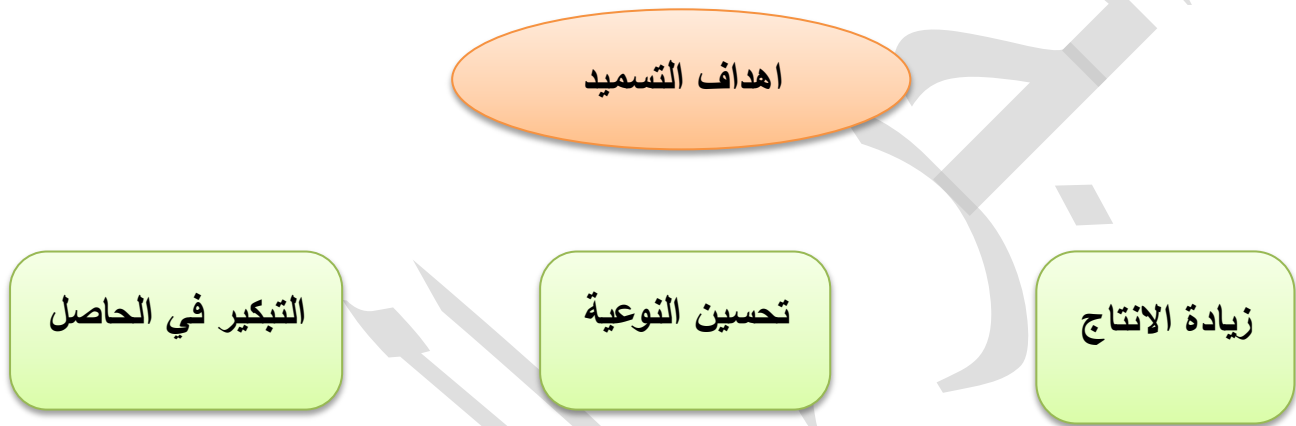 اهداف التسميد
زيادة الانتاج
تحسين النوعية
التبكير في الحاصل